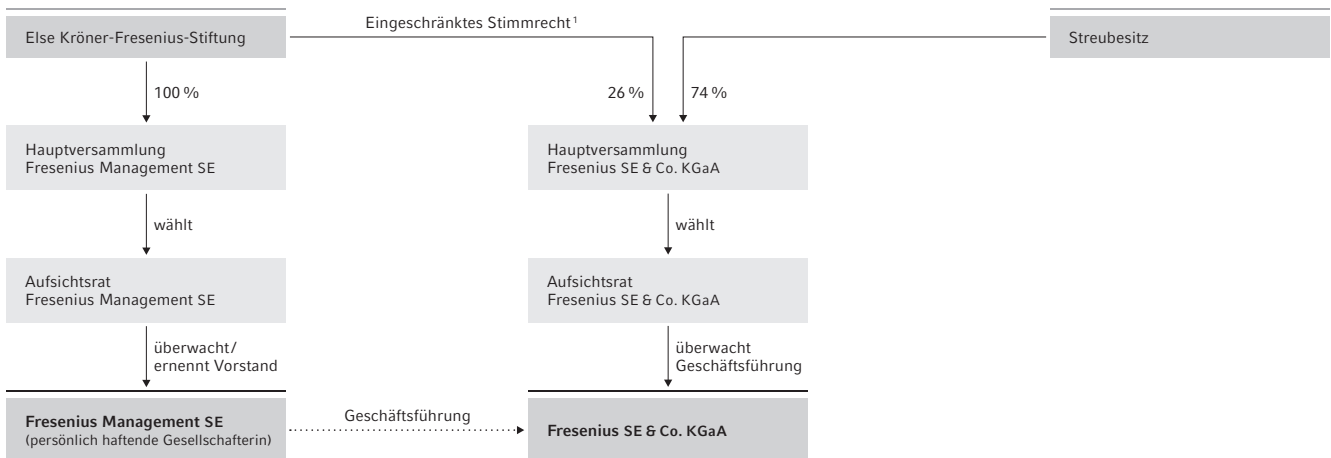 Else Kröner-Fresenius-Stiftung
Eingeschränktes Stimmrecht¹
Streubesitz
100 %
26 %
74 %
Hauptversammlung
Fresenius Management SE
Hauptversammlung
Fresenius SE & Co. KGaA
wählt
wählt
Aufsichtsrat
Fresenius Management SE
Aufsichtsrat
Fresenius SE & Co. KGaA
überwacht/
ernennt Vorstand
überwacht
Geschäftsführung
Fresenius Management SE
(persönlich haftende Gesellschafterin)
Geschäftsführung
Fresenius SE & Co. KGaA